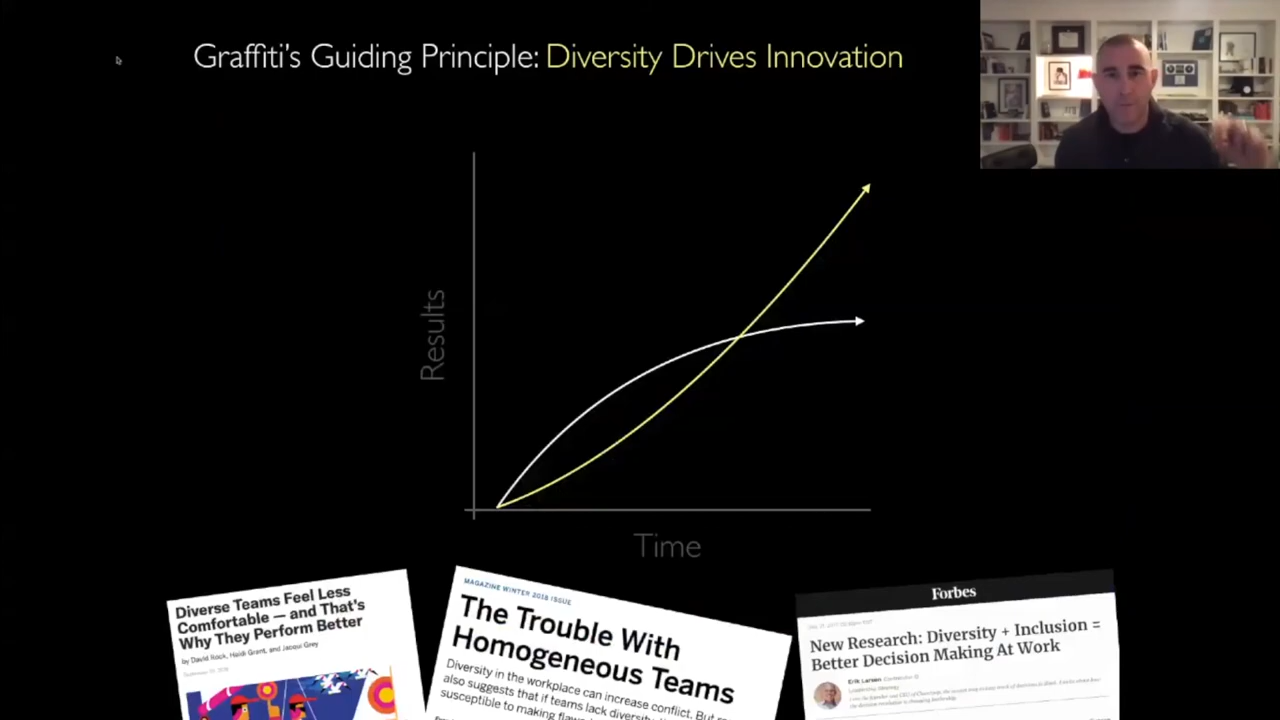 Graffiti's Guiding Principle: Diversity Drives Innovation
Results
Time
Diverse Teams Feel Less
Comfortable — and That's
Why They Perform Better
by David Rock, Heidi Grant, and Jacqui Grey
MAGAZINE WINTER 2018 ISSUE
The Trouble With
Homogeneous Teams
Diversity in the workplace can increase conflict. But
also suggests that if teams lack diversity
susceptible to making
Forbes
New Research: Diversity + Inclusion =
Better Decision Making At Work
Erik Larson